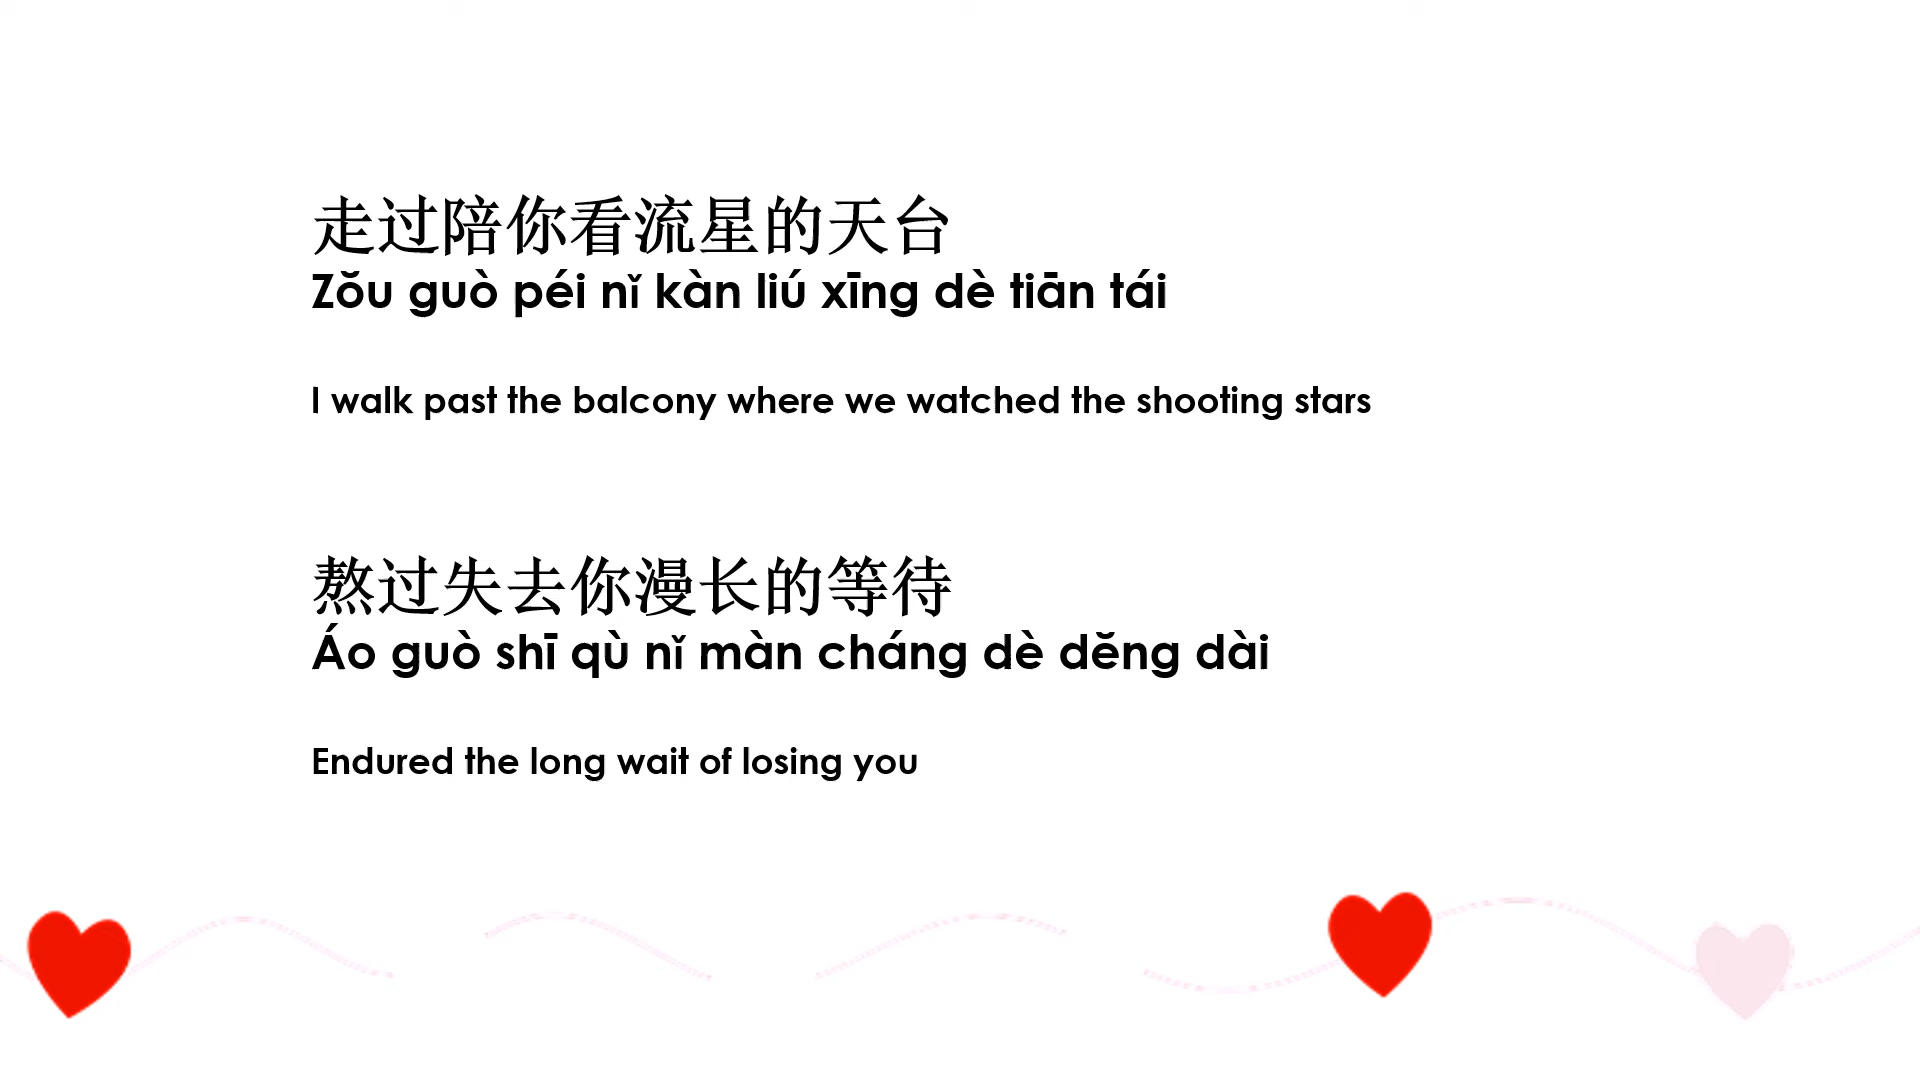 走过陪你看流星的天台
Zŏu guò péi nǐ kàn liú xīng dè tiān tái
I walk past the balcony where we watched the shooting stars
熬过失去你漫长的等待
Áo guò shī qù nǐ màn cháng dè dĕng dài
Endured the long wait of losing you